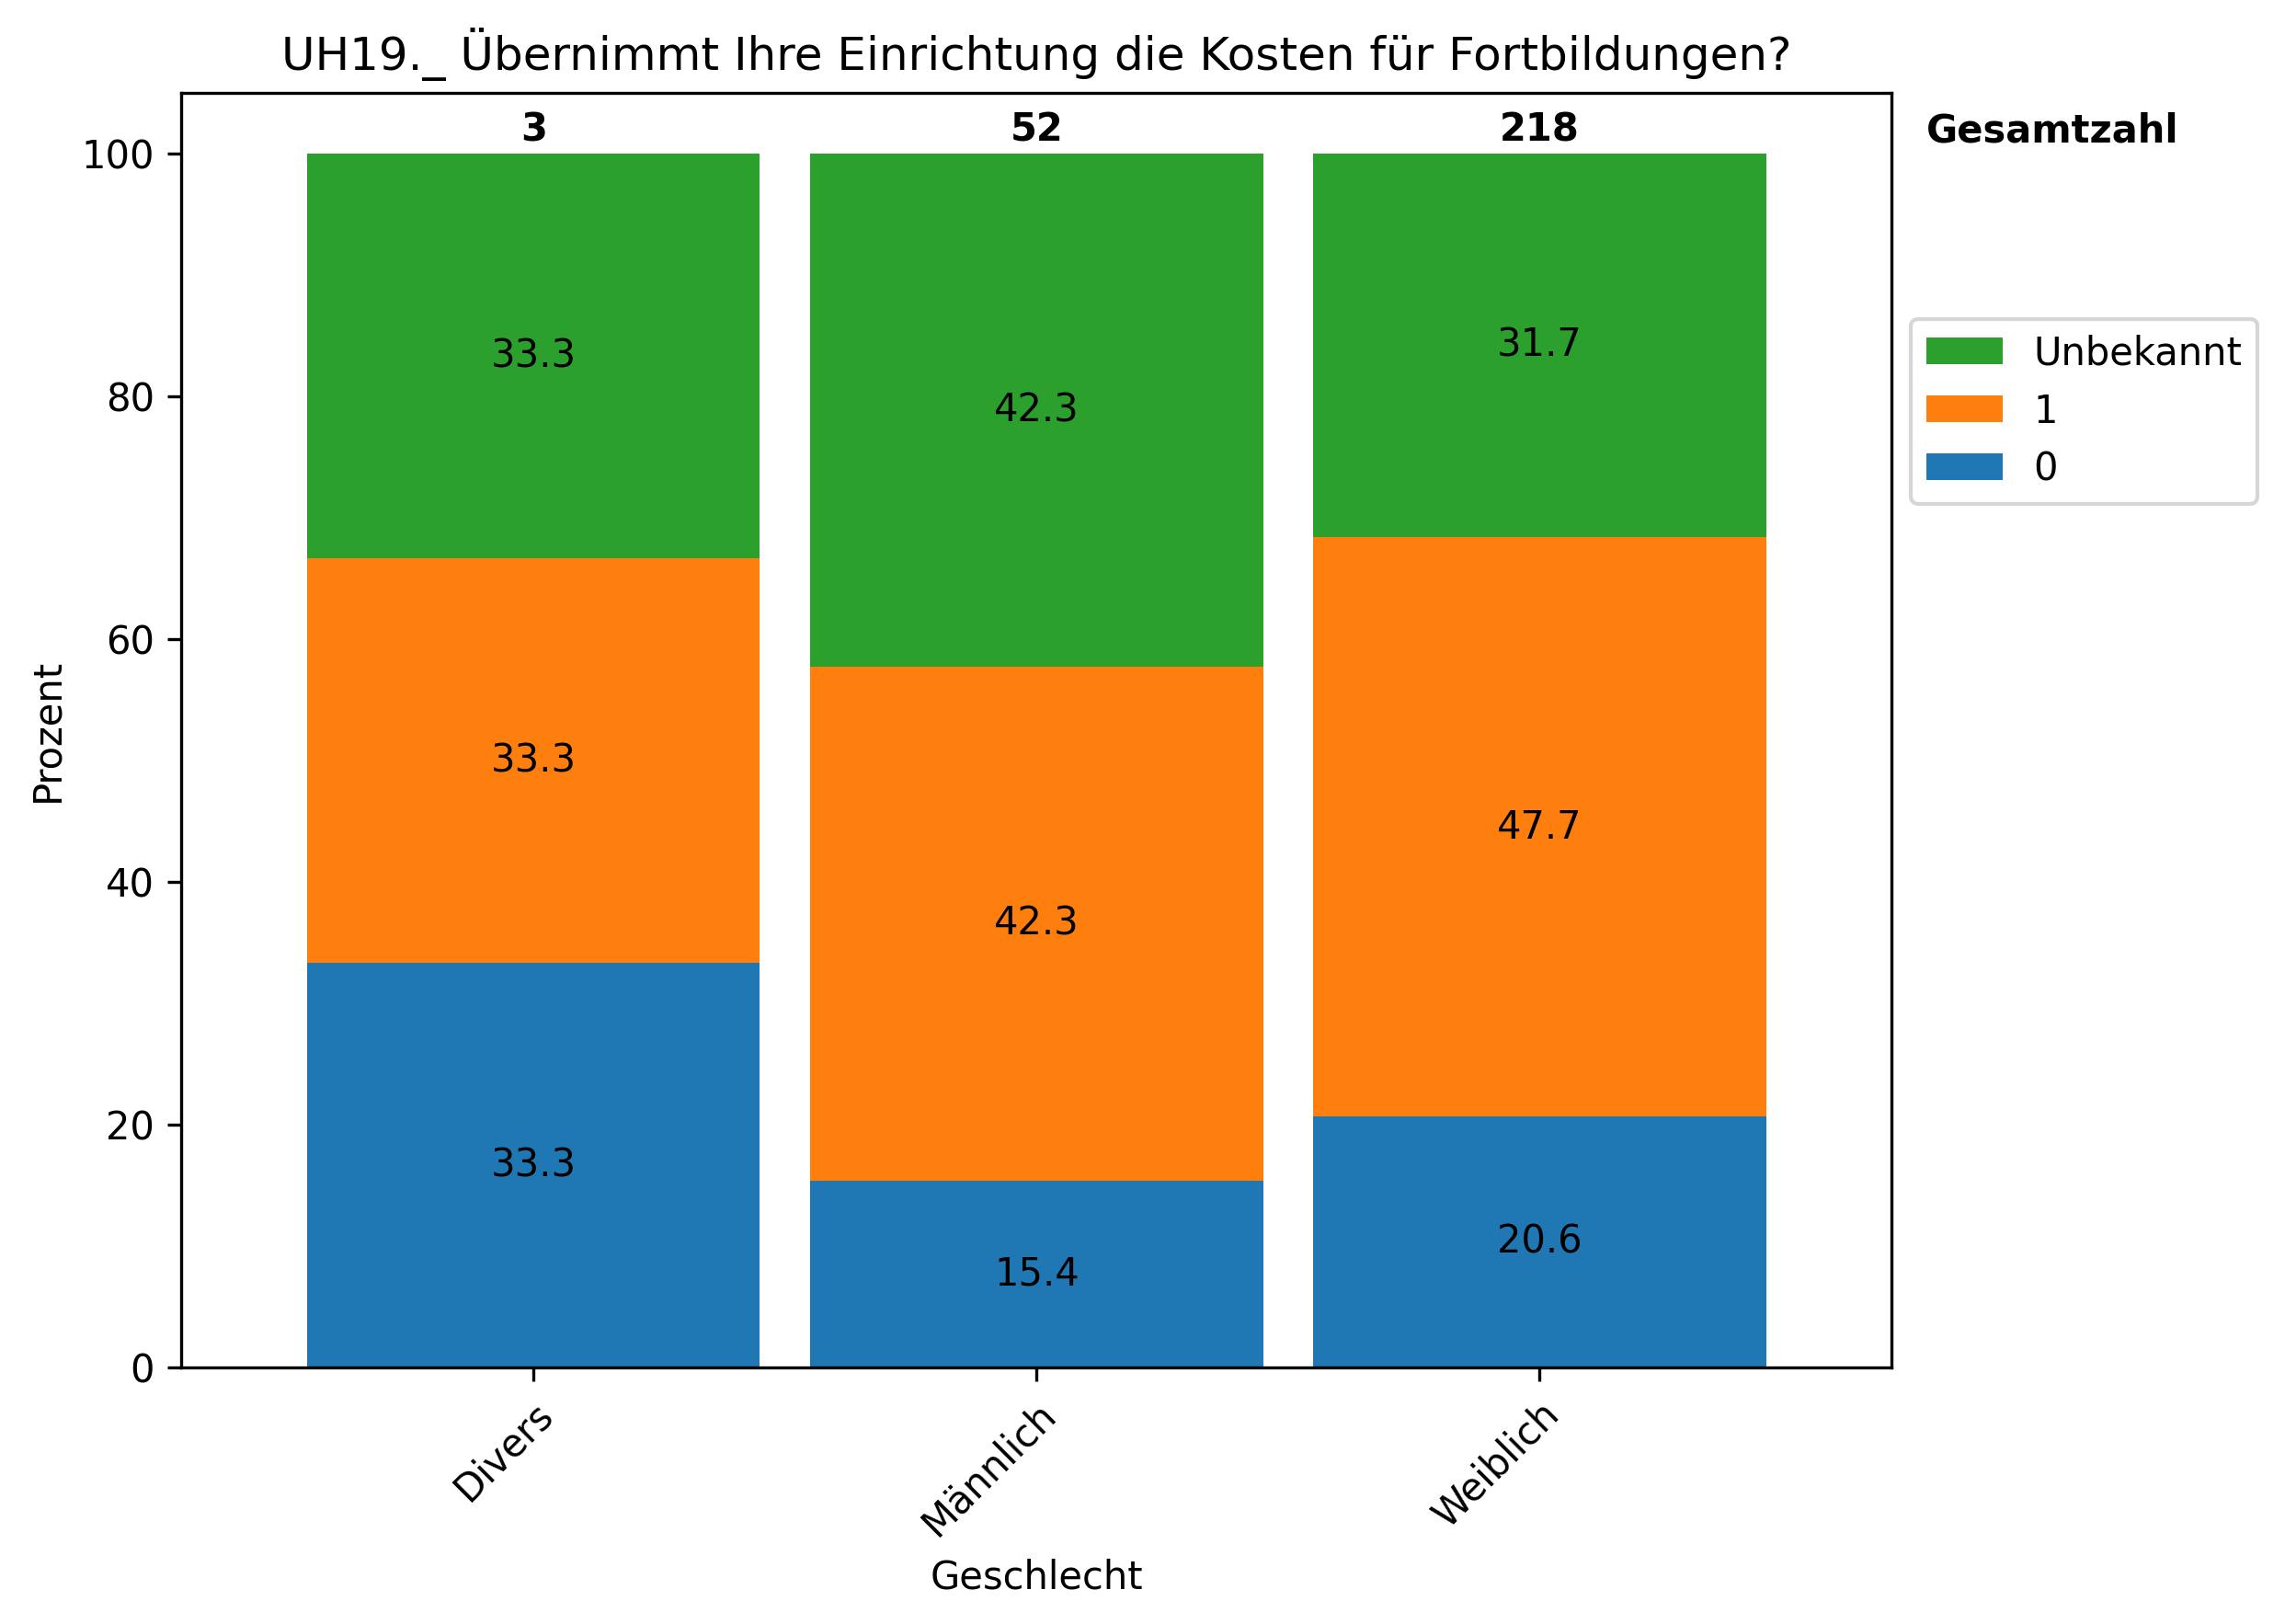 UH19._ Übernimmt Ihre Einrichtung die Kosten für Fortbildungen?
3 52 218 Gesamtzahl
100
80
60
40
20
0
Prozent
33.3 42.3 31.7
33.3 42.3 47.7
33.3 15.4 20.6
Unbekannt
1
0
Divers Männlich Weiblich
Geschlecht